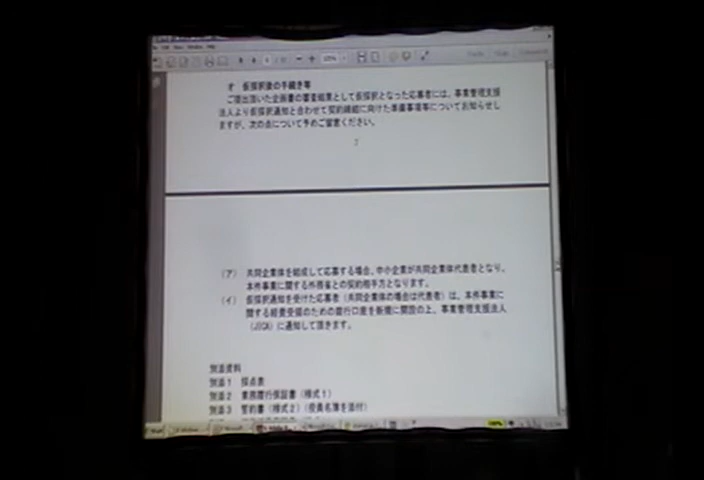 オ 仮採択後の手続き等
ご提出頂いた企画書の審査結果として仮採択となった応募者には、事業管理支援
法人より仮採択通知と合わせて契約締結に向けた準備事項等についてお知らせし
ますが、次の点について予めご留意ください。
7
(ア) 共同企業体を組成して応募する場合、中小企業が共同企業体代表者となり、
本件事業に関する外務省との契約相手方となります。
(イ) 仮採択通知を受けた応募者(共同企業体の場合は代表者)は、本件事業に
関する経費受領のための銀行口座を新規に開設の上、事業管理支援法人
(JICA)に通知して頂きます。
別添資料
別添1 採点表
別添2 業務履行保証書(様式1)
別添3 誓約書(様式2)(役員名簿を添付)